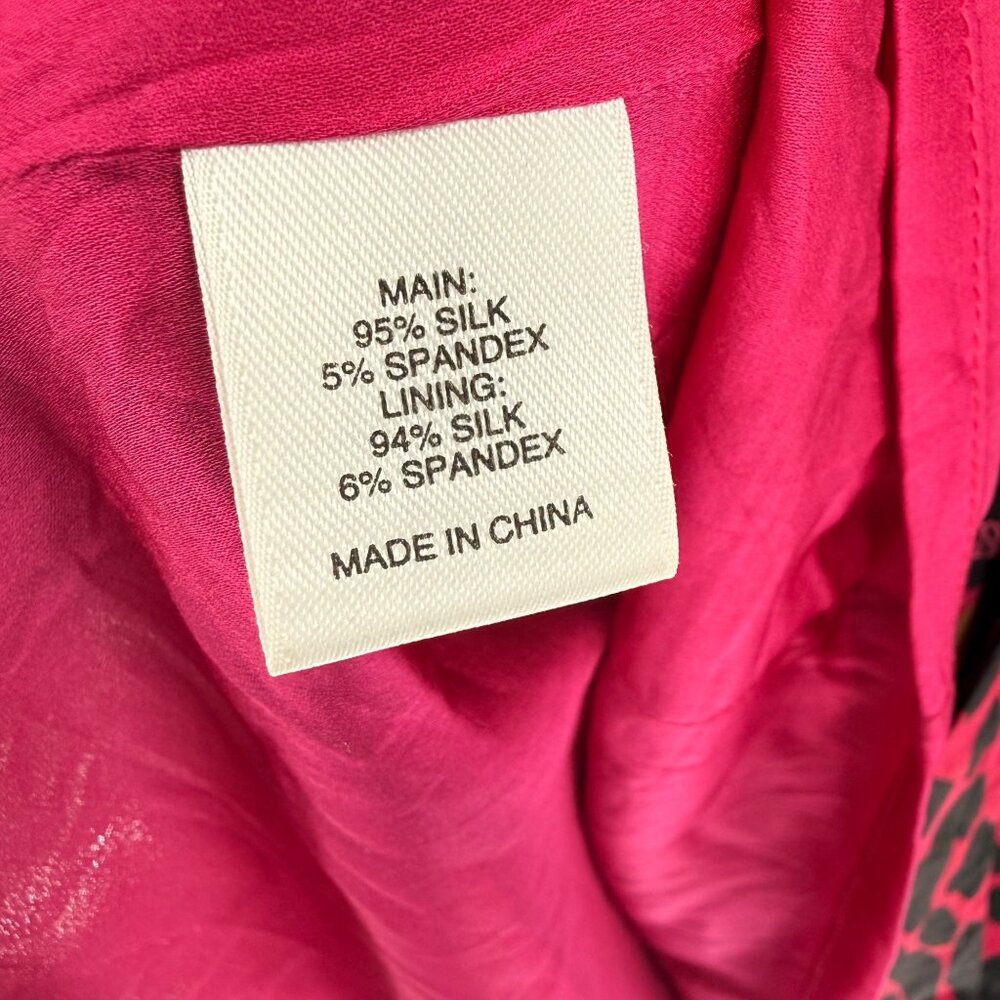 MAIN:
95% SILK
5% SPANDEX
LINING:
94% SILK
6% SPANDEX
MADE IN CHINA